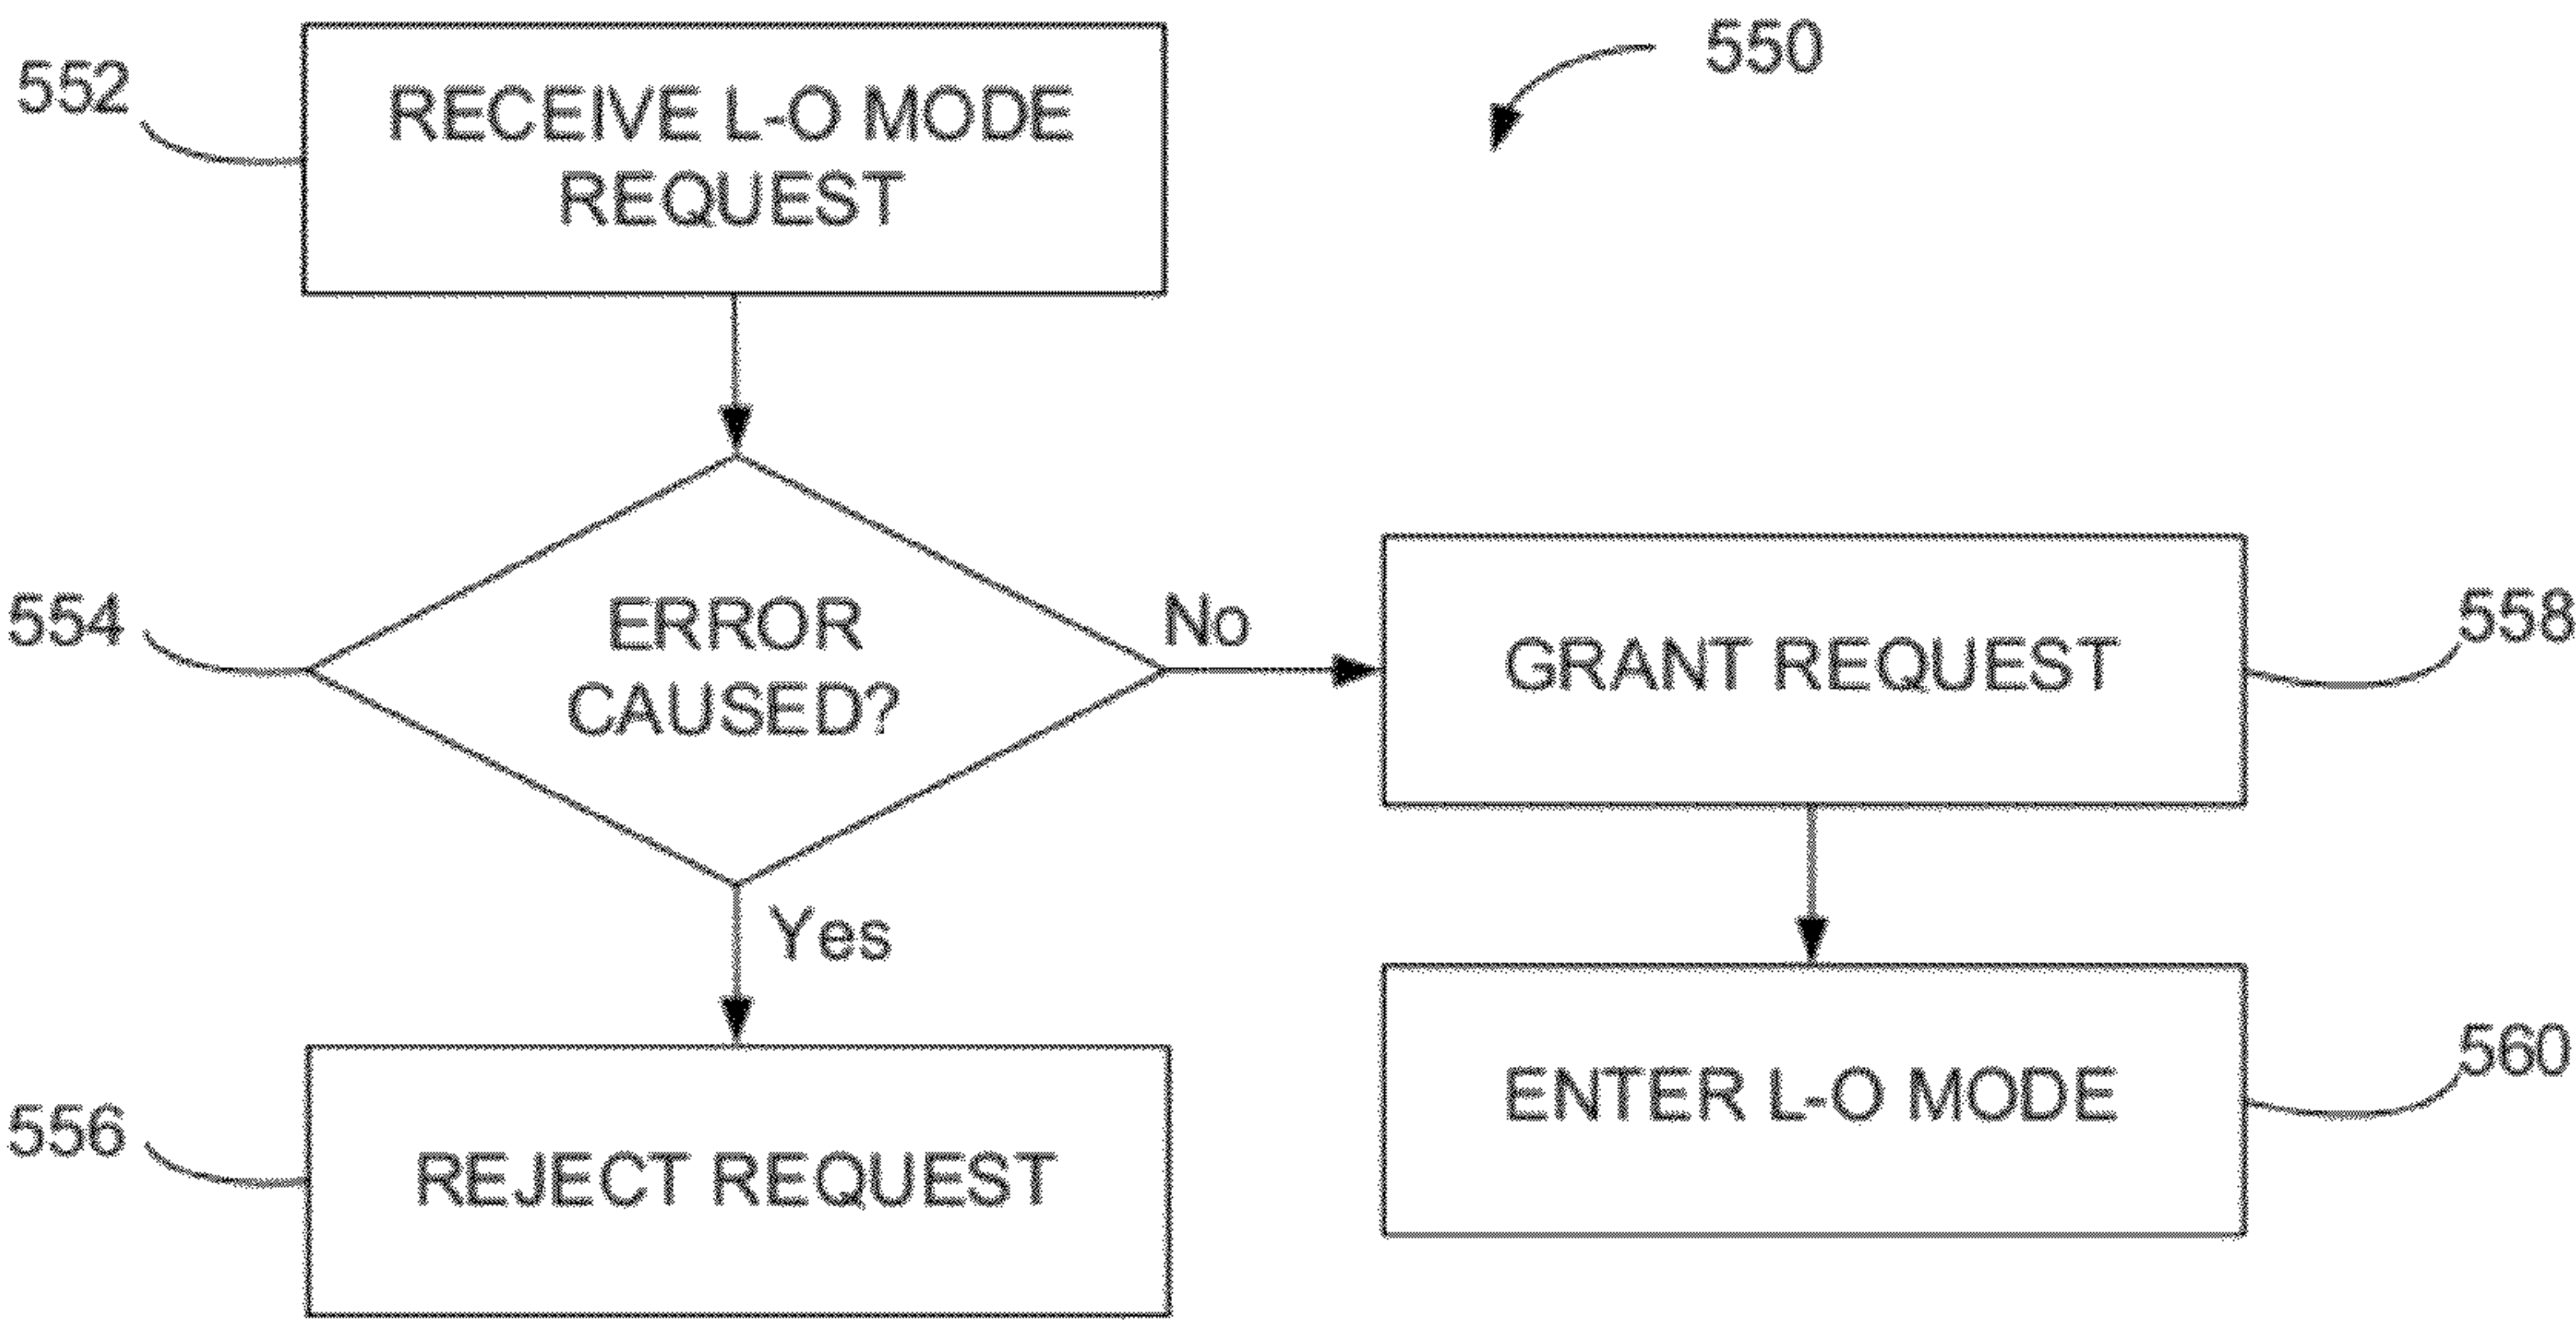 550
552
RECEIVE L-O MODE
REQUEST
554
ERROR
CAUSED?
No
558
GRANT REQUEST
Yes
556
REJECT REQUEST
560
ENTER L-O MODE